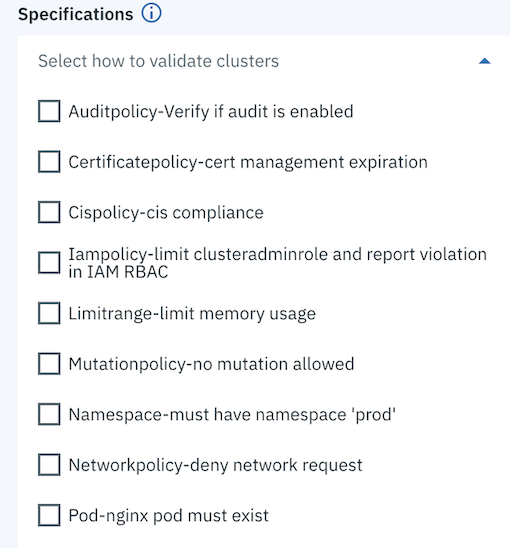 Specifications
Select how to validate clusters
Auditpolicy-Verify if audit is enabled
Certificatepolicy-cert management expiration
Cispolicy-cis compliance
Iampolicy-limit clusteradminrole and report violation
in IAM RBAC
Limitrange-limit memory usage
Mutationpolicy-no mutation allowed
Namespace-must have namespace 'prod'
Networkpolicy-deny network request
Pod-nginx pod must exist